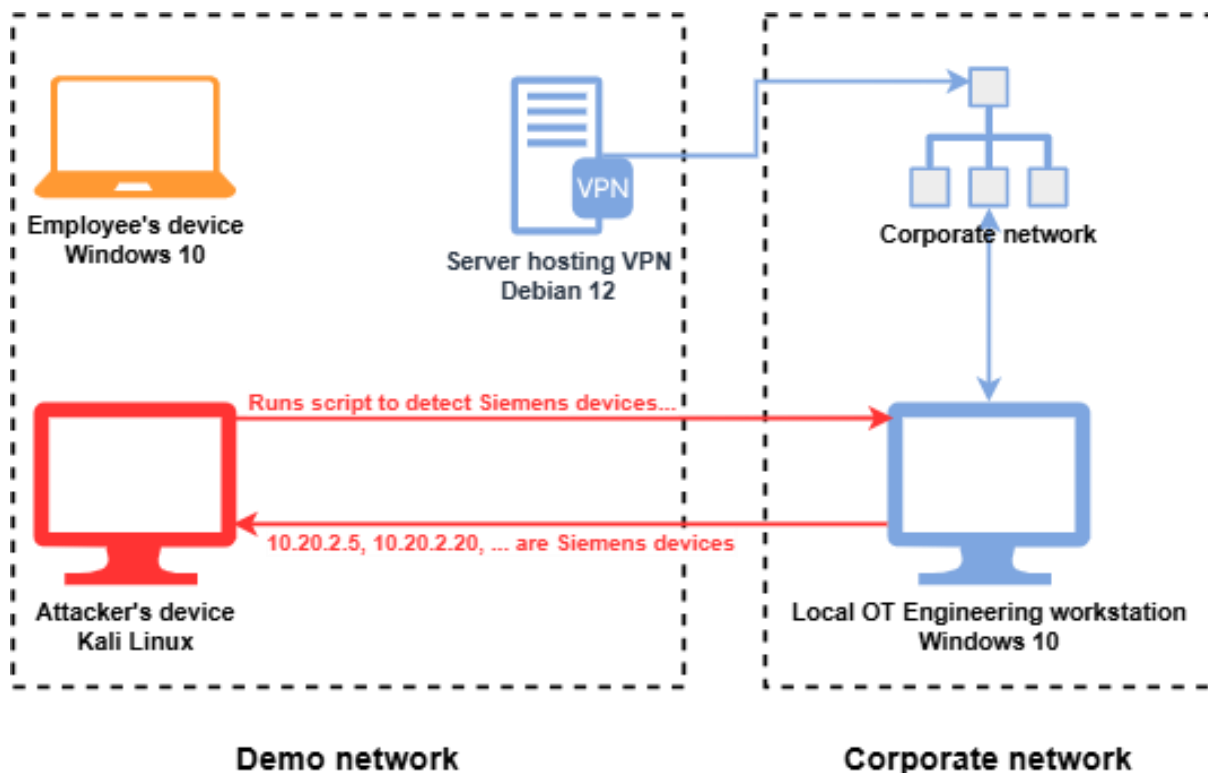 Employee's device
Windows 10
VPN
Server hosting VPN
Debian 12
Corporate network
Runs script to detect Siemens devices...
10.20.2.5, 10.20.2.20, ... are Siemens devices
Attacker's device
Kali Linux
Local OT Engineering workstation
Windows 10
Demo network
Corporate network